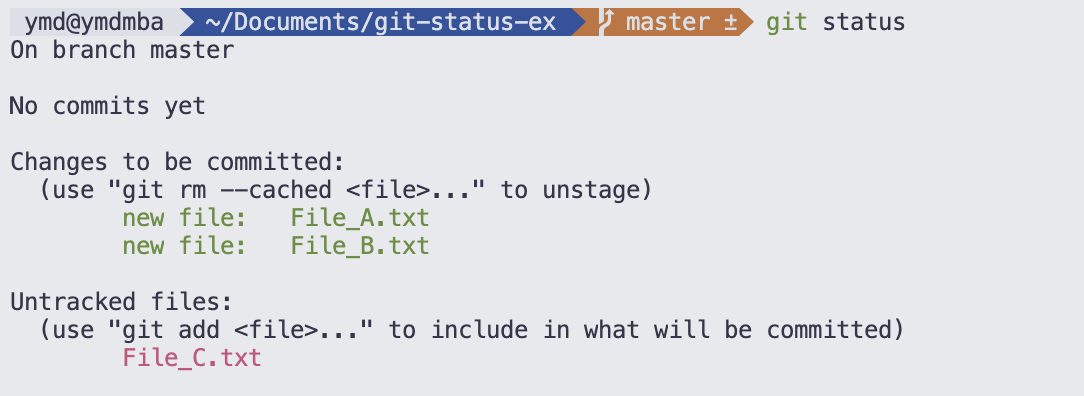 ymd@ymdmba ~/Documents/git-status-ex master ± git status
On branch master
No commits yet
Changes to be committed:
(use "git rm --cached <file>..." to unstage)
new file: File_A.txt
new file: File_B.txt
Untracked files:
(use "git add <file>..." to include in what will be committed)
File_C.txt